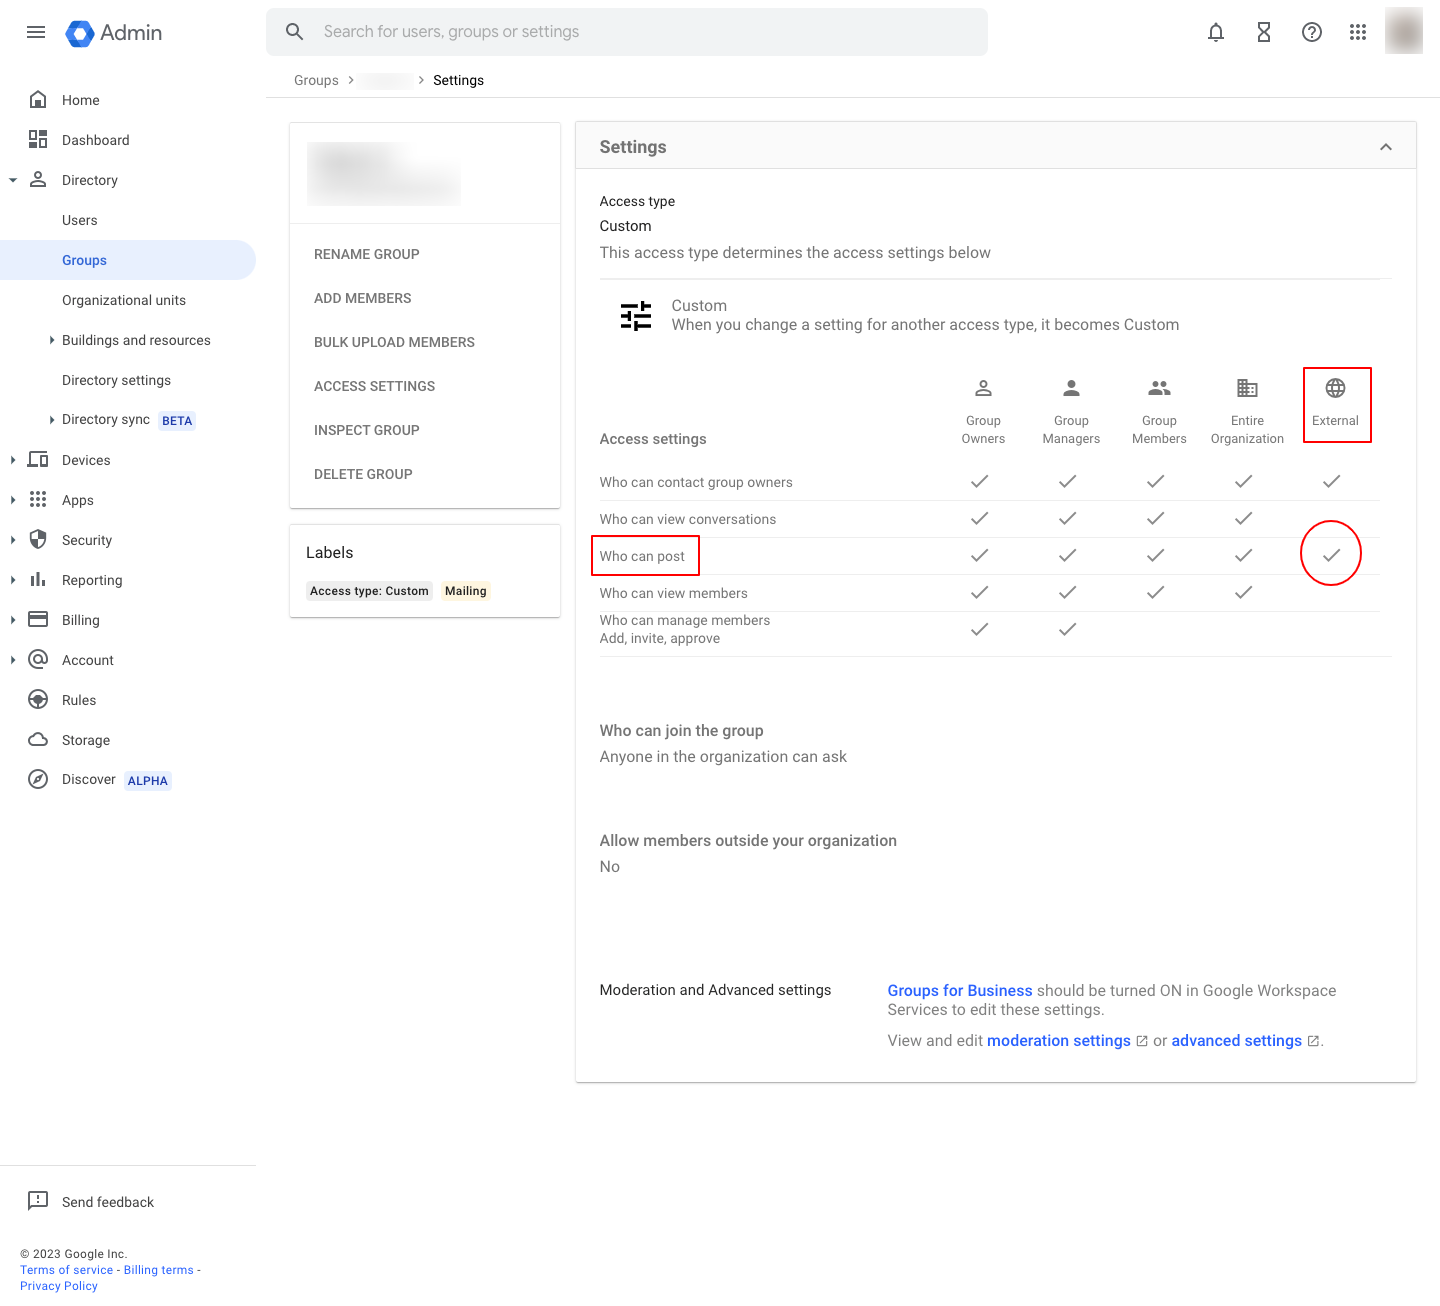 Admin
Search for users, groups or settings
Groups > > Settings
Home
Dashboard
Directory
Users
Groups
Organizational units
Buildings and resources
Directory settings
Directory sync BETA
Devices
Apps
Security
Reporting
Billing
Account
Rules
Storage
Discover ALPHA
Send feedback
© 2023 Google Inc.
Terms of service - Billing terms -
Privacy Policy
RENAME GROUP
ADD MEMBERS
BULK UPLOAD MEMBERS
ACCESS SETTINGS
INSPECT GROUP
DELETE GROUP
Labels
Access type: Custom Mailing
Settings
Access type
Custom
This access type determines the access settings below
Custom
When you change a setting for another access type, it becomes Custom
Access settings
Group
Owners
Group
Managers
Group
Members
Entire
Organization
External
Who can contact group owners
Who can view conversations
Who can post
Who can view members
Who can manage members
Add, invite, approve
Who can join the group
Anyone in the organization can ask
Allow members outside your organization
No
Moderation and Advanced settings
Groups for Business should be turned ON in Google Workspace
Services to edit these settings.
View and edit moderation settings or advanced settings .